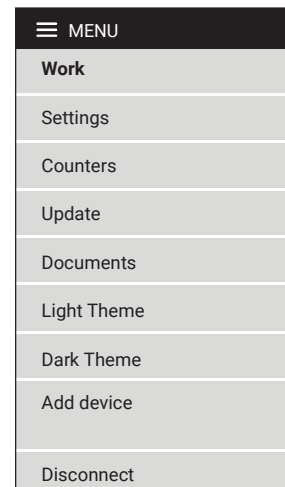 MENU
Work
Settings
Counters
Update
Documents
Light Theme
Dark Theme
Add device
Disconnect